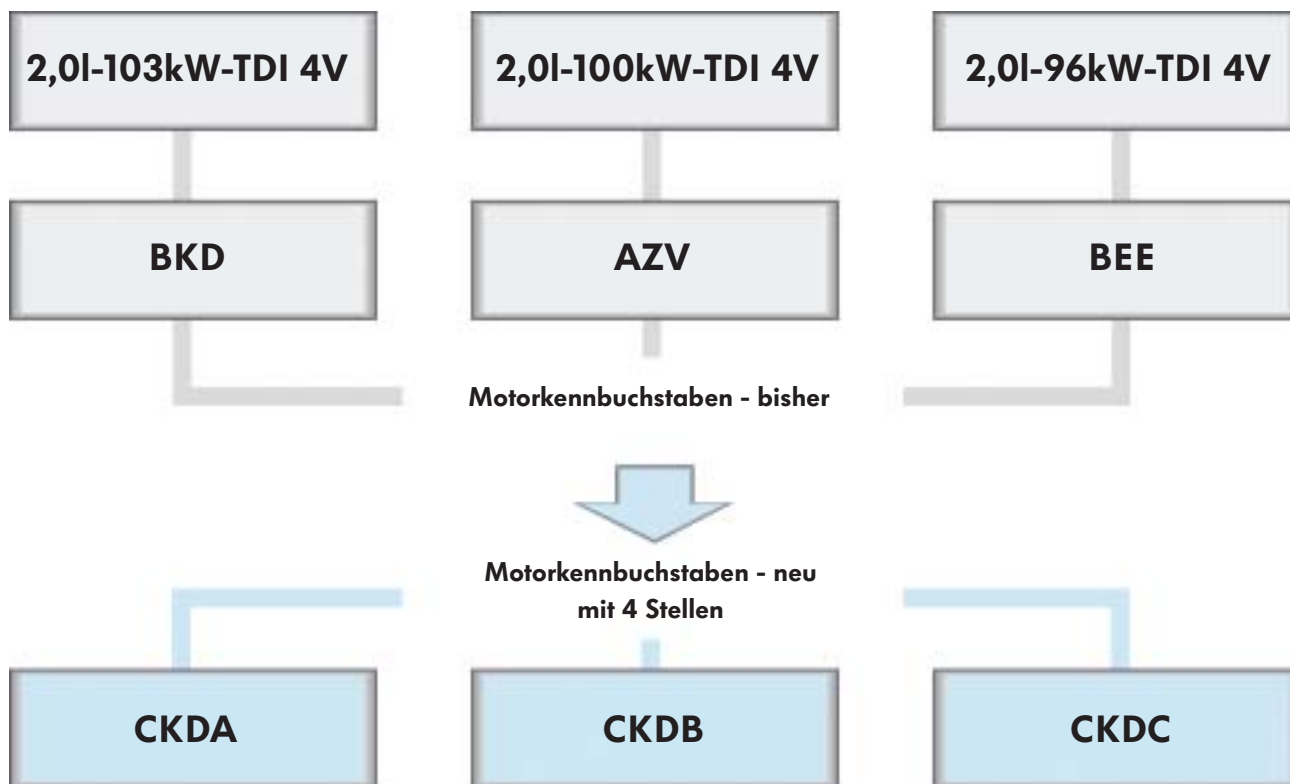 2,0l-103kW-TDI 4V
2,0l-100kW-TDI 4V
2,0l-96kW-TDI 4V
BKD
AZV
BEE
Motorkennbuchstaben - bisher
Motorkennbuchstaben - neu
mit 4 Stellen
CKDA
CKDB
CKDC